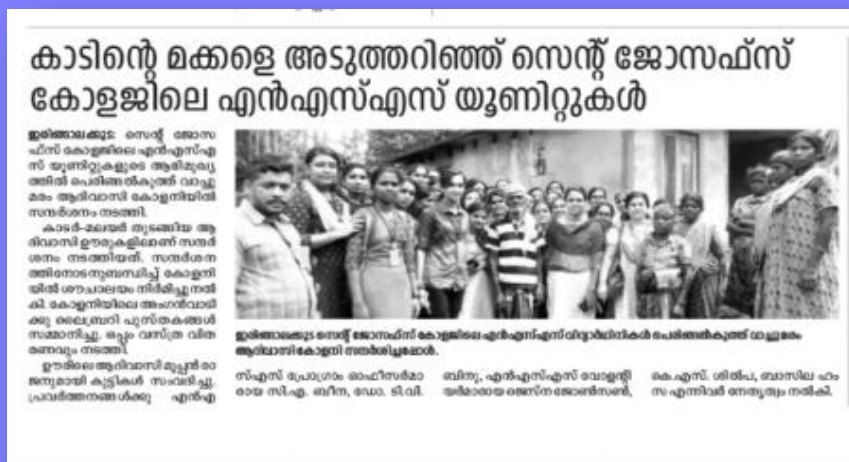 കാടിന്റെ മക്കളെ അടുത്തറിഞ്ഞ് സെന്റ് ജോസഫ്സ്
കോളജിലെ എൻഎസ്എസ് യൂണിറ്റുകൾ
ഇരിങ്ങാലക്കുട: സെന്റ് ജോസ
ഫ്സ് കോളജിലെ എൻഎസ്എ
സ് യൂണിറ്റുകളുടെ ആഭിമുഖ്യ
ത്തിൽ പെരിങ്ങൽകുത്ത് വാച്ചു
മരം ആദിവാസി കോളനിയിൽ
സന്ദർശനം നടത്തി.
കാടർ-മലയർ തുടങ്ങിയ ആ
ദിവാസി ഊരുകളിലാണ് സന്ദർ
ശനം നടത്തിയത്. സന്ദർശന
ത്തിനോടനുബന്ധിച്ച് കോളനി
യിൽ ശൗചാലയം നിർമിച്ചുനൽ
കി. കോളനിയിലെ അംഗൻവാടി
ക്കു ലൈബ്രറി പുസ്തകങ്ങൾ
സമ്മാനിച്ചു. ഒപ്പം വസ്ത്ര വിത
രണവും നടത്തി.
ഊരിലെ ആദിവാസി മൂപ്പൻ രാ
ജനുമായി കുട്ടികൾ സംവദിച്ചു.
പ്രവർത്തനങ്ങൾക്കു എൻഎ
ഇരിങ്ങാലക്കുട സെന്റ് ജോസഫ്സ് കോളജിലെ എൻഎസ്എസ് വിദ്യാർഥിനികൾ പെരിങ്ങൽകുത്ത് വാച്ചുമരം
ആദിവാസി കോളനി സന്ദർശിച്ചപ്പോൾ.
സ്എസ് പ്രോഗ്രാം ഓഫീസർമാ
രായ സി.എ. ബീന, ഡോ. ടി.വി.
ബിനു, എൻഎസ്എസ് വോളന്റി
യർമാരായ ജെസ്ന ജോൺസൺ,
കെ.എസ്. ശിൽപ, ബാസില ഹം
സ എന്നിവർ നേതൃത്വം നൽകി.